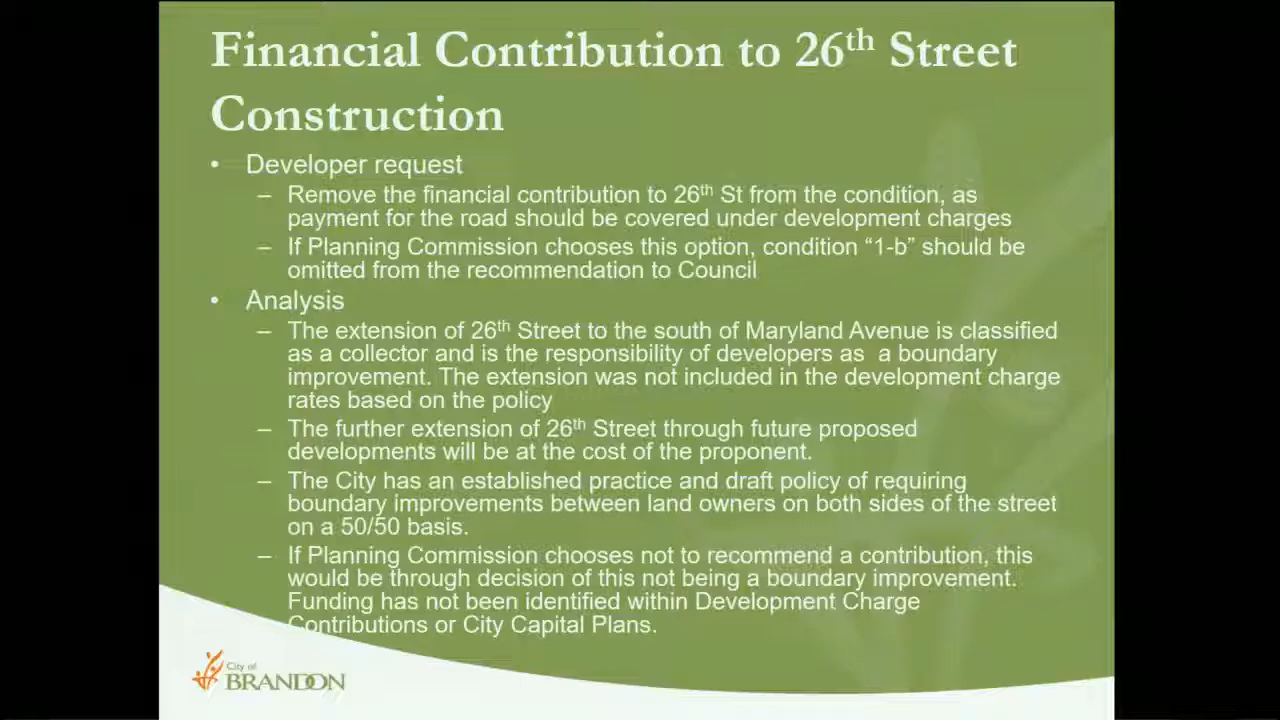 Financial Contribution to 26th Street
Construction
• Developer request
– Remove the financial contribution to 26th St from the condition, as
payment for the road should be covered under development charges
– If Planning Commission chooses this option, condition “1-b” should be
omitted from the recommendation to Council
• Analysis
– The extension of 26th Street to the south of Maryland Avenue is classified
as a collector and is the responsibility of developers as  a boundary
improvement. The extension was not included in the development charge
rates based on the policy
– The further extension of 26th Street through future proposed
developments will be at the cost of the proponent.
– The City has an established practice and draft policy of requiring
boundary improvements between land owners on both sides of the street
on a 50/50 basis.
– If Planning Commission chooses not to recommend a contribution, this
would be through decision of this not being a boundary improvement.
Funding has not been identified within Development Charge
Contributions or City Capital Plans.
City of
BRANDON